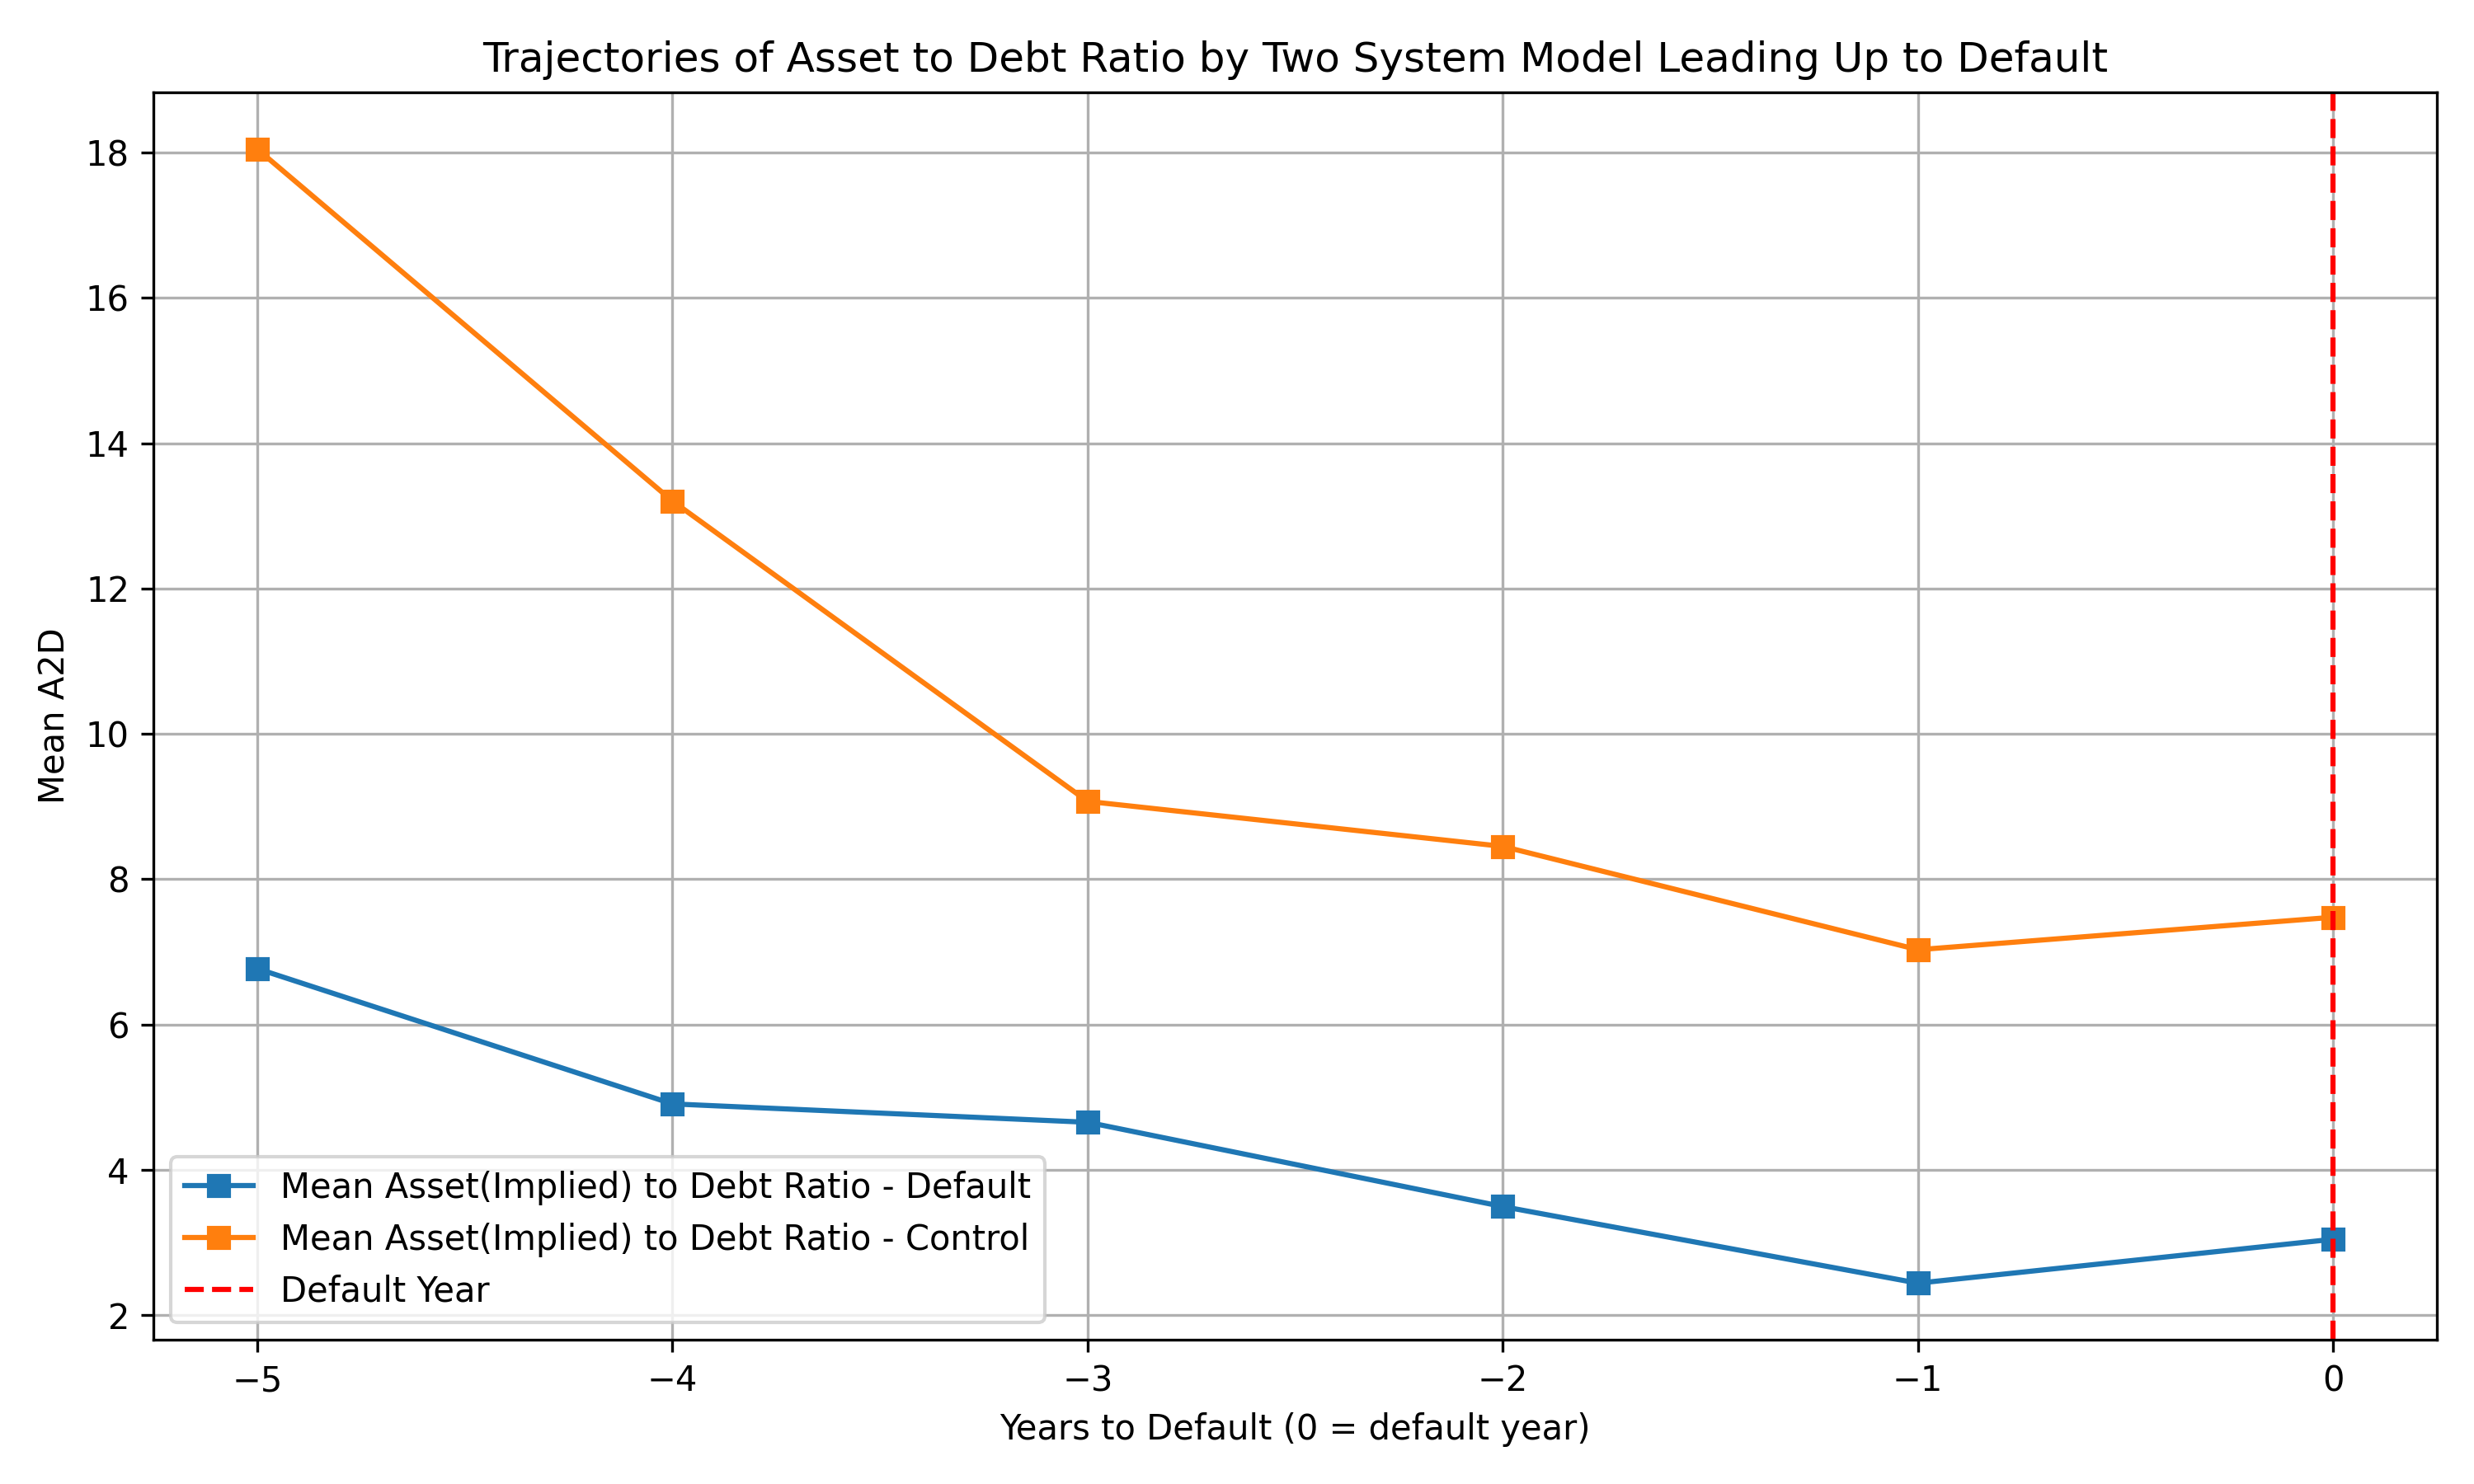 Trajectories of Asset to Debt Ratio by Two System Model Leading Up to Default
Mean A2D
18
16
14
12
10
8
6
4
2
Mean Asset(Implied) to Debt Ratio - Default
Mean Asset(Implied) to Debt Ratio - Control
Default Year
−5 −4 −3 −2 −1 0
Years to Default (0 = default year)